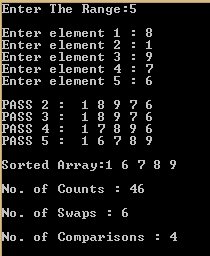 Enter The Range:5
Enter element 1 : 8
Enter element 2 : 1
Enter element 3 : 9
Enter element 4 : 7
Enter element 5 : 6
PASS 2 :  1 8 9 7 6
PASS 3 :  1 8 9 7 6
PASS 4 :  1 7 8 9 6
PASS 5 :  1 6 7 8 9
Sorted Array:1 6 7 8 9
No. of Counts : 46
No. of Swaps : 6
No. of Comparisons : 4